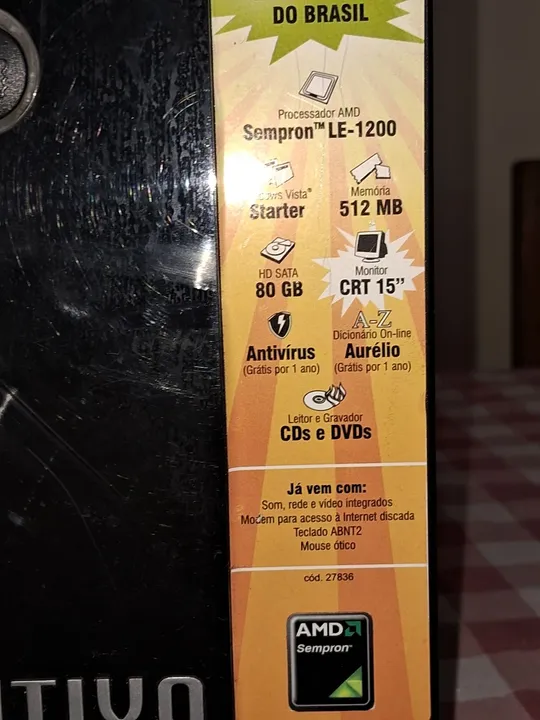 DO BRASIL
Processador AMD
Sempron™ LE-1200
Vista®
Starter
Memória
512 MB
HD SATA
80 GB
Monitor
CRT 15”
Antivírus
(Grátis por 1 ano)
A-Z
Dicionário On-line
Aurélio
(Grátis por 1 ano)
Leitor e Gravador
CDs e DVDs
Já vem com:
Som, rede e vídeo integrados
Modem para acesso à Internet discada
Teclado ABNT2
Mouse ótico
cód. 27836
AMD
Sempron™
ITIVO